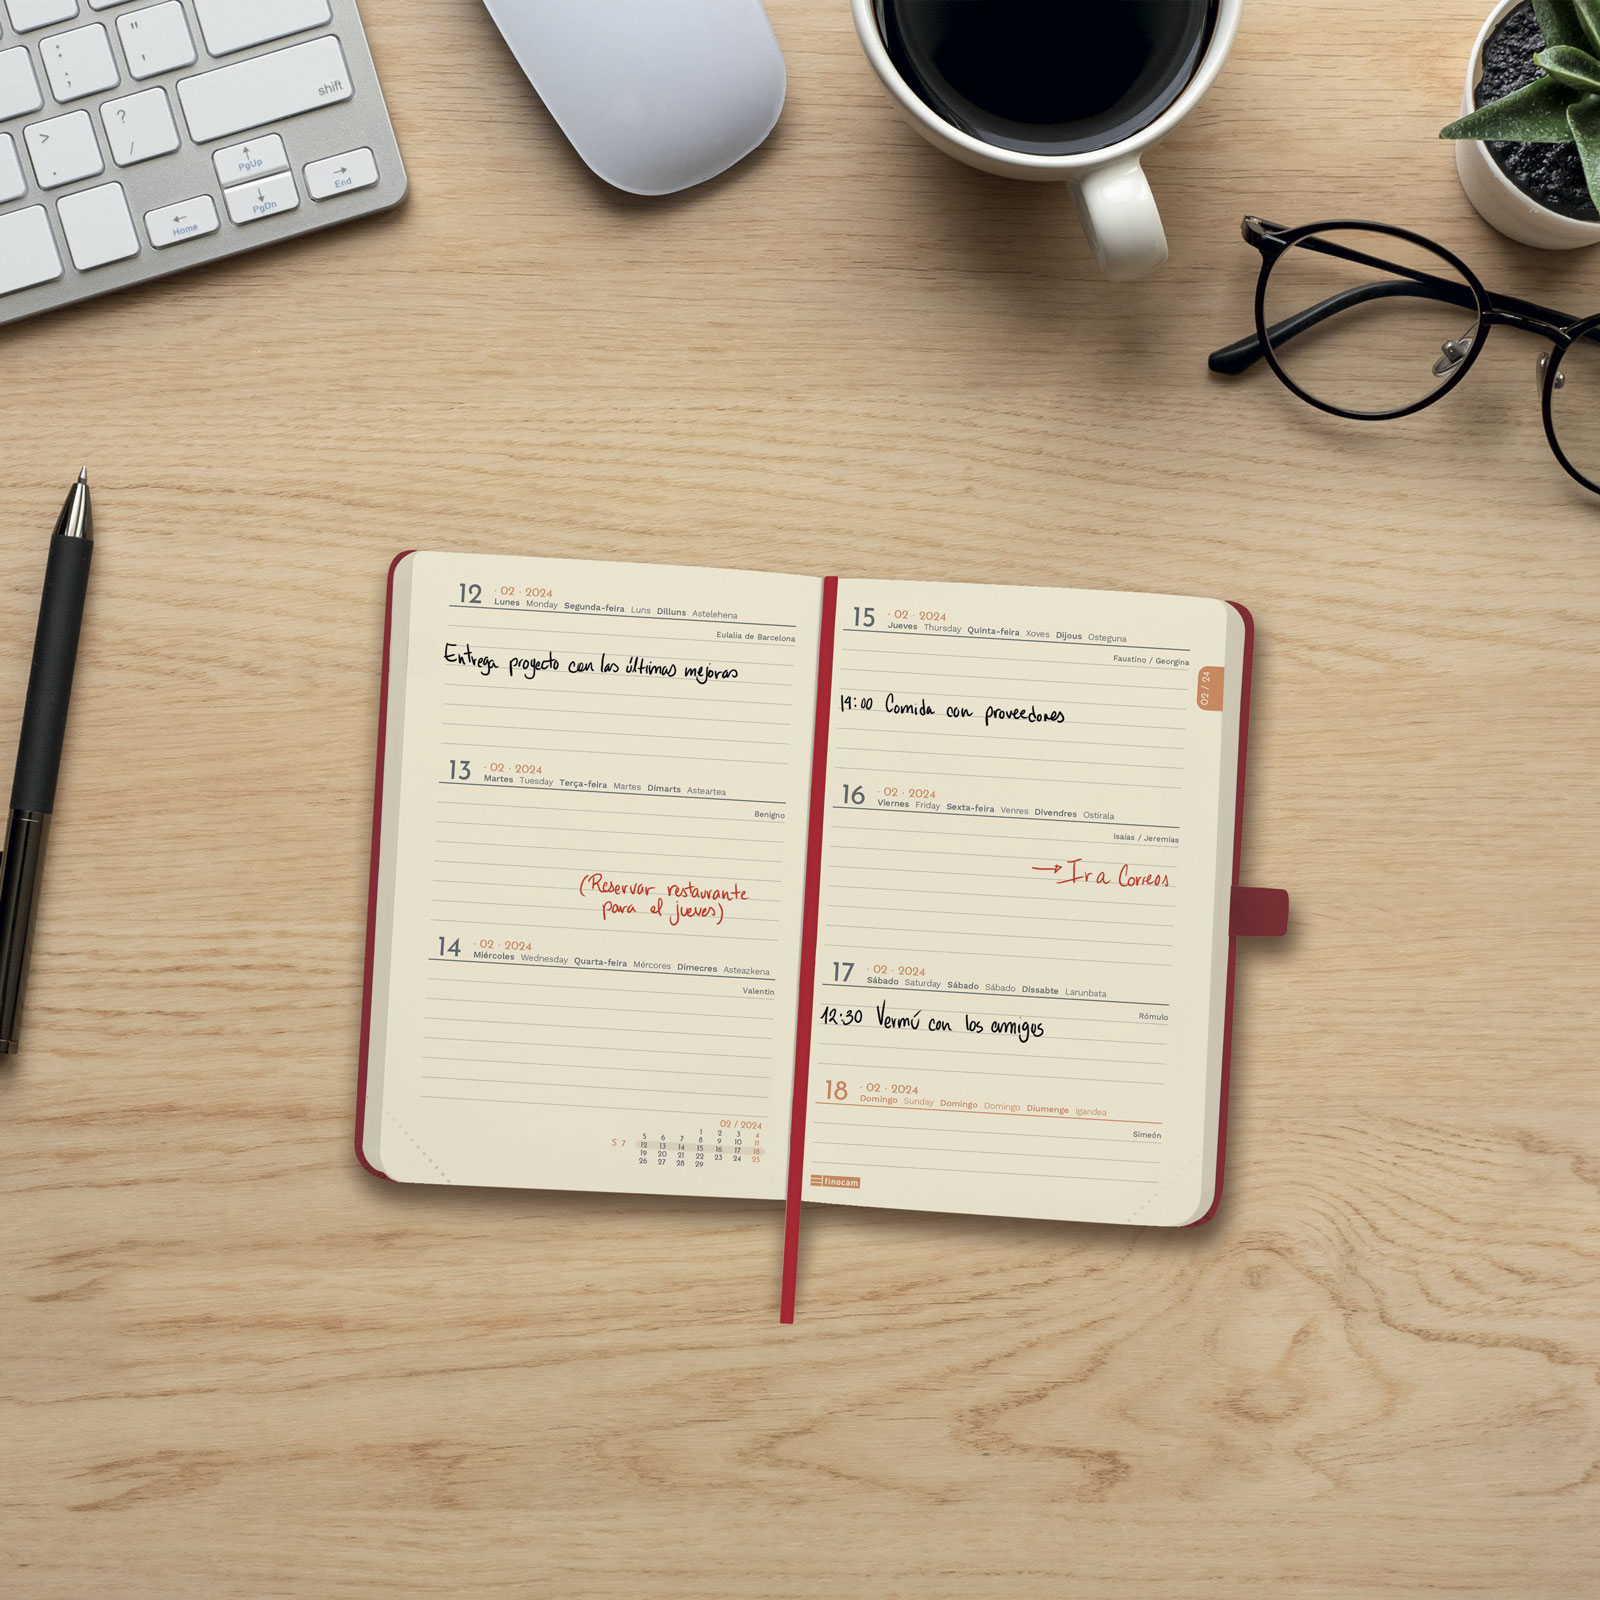 shift
PgUp
PgDn
End
Home
12 · 02 · 2024
Lunes Monday Segunda-feira Luns Dilluns Astelehena
Eulalia de Barcelona
Entrega proyecto con las últimas mejoras
13 · 02 · 2024
Martes Tuesday Terça-feira Martes Dimarts Asteartea
Benigno
(Reservar restaurante
para el jueves)
14 · 02 · 2024
Miércoles Wednesday Quarta-feira Mércores Dimecres Asteazkena
Valentín
02 / 2024
1 2 3 4
5 6 7 8 9 10 11
S. 7 12 13 14 15 16 17 18
19 20 21 22 23 24 25
26 27 28 29
15 · 02 · 2024
Jueves Thursday Quinta-feira Xoves Dijous Osteguna
Faustino / Georgina
02 / 24
14:00 Comida con proveedores
16 · 02 · 2024
Viernes Friday Sexta-feira Venres Divendres Ostirala
Isaías / Jeremías
→ Ir a Correos
17 · 02 · 2024
Sábado Saturday Sábado Sábado Dissabte Larunbata
Rómulo
12:30 Vermú con los amigos
18 · 02 · 2024
Domingo Sunday Domingo Domingo Diumenge Igandea
Simeón
finocam